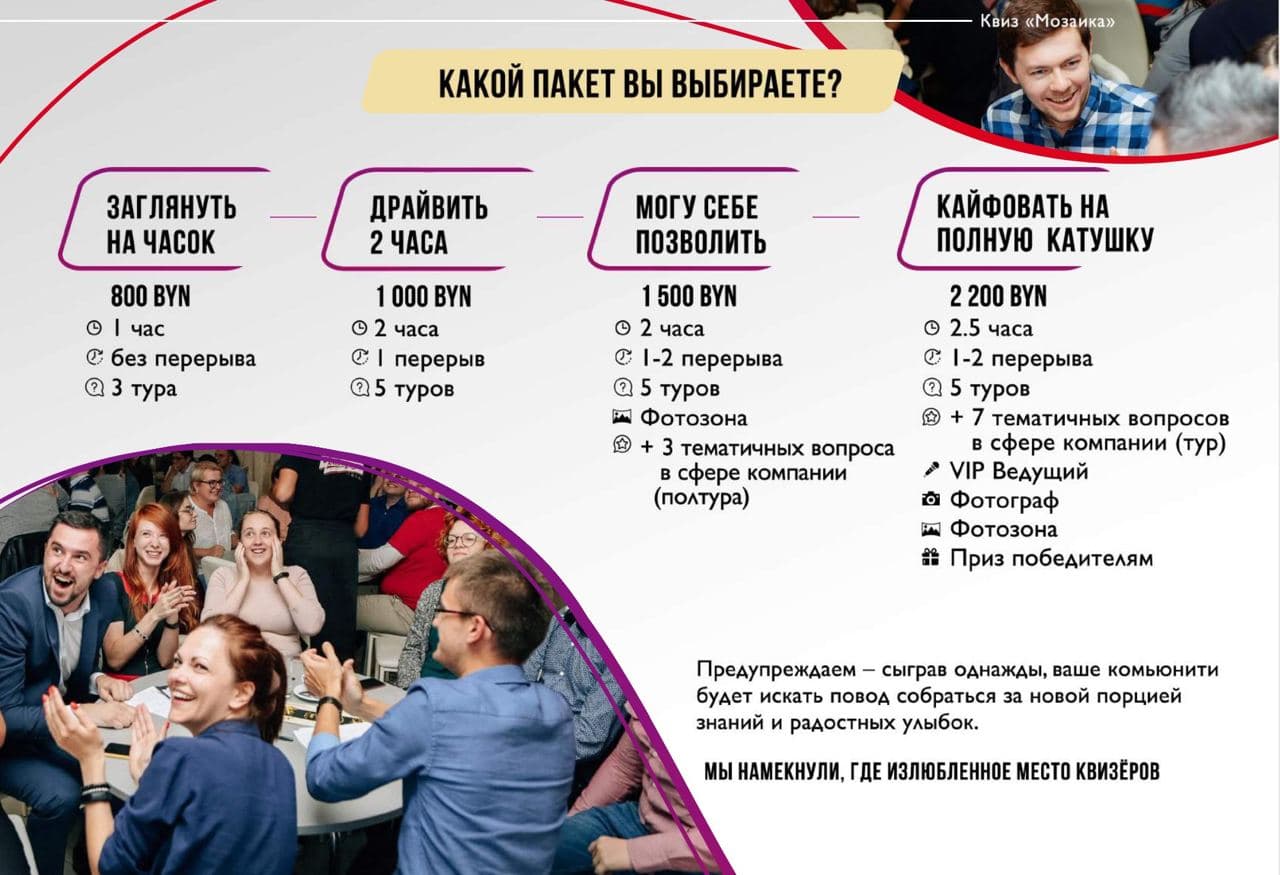 Квиз «Мозаика»
КАКОЙ ПАКЕТ ВЫ ВЫБИРАЕТЕ?
ЗАГЛЯНУТЬ
НА ЧАСОК
800 BYN
1 час
без перерыва
3 тура
ДРАЙВИТЬ
2 ЧАСА
1 000 BYN
2 часа
1 перерыв
5 туров
МОГУ СЕБЕ
ПОЗВОЛИТЬ
1 500 BYN
2 часа
1-2 перерыва
5 туров
Фотозона
+ 3 тематичных вопроса
в сфере компании
(полтура)
КАЙФОВАТЬ НА
ПОЛНУЮ КАТУШКУ
2 200 BYN
2.5 часа
1-2 перерыва
5 туров
+ 7 тематичных вопросов
в сфере компании (тур)
VIP Ведущий
Фотограф
Фотозона
Приз победителям
Предупреждаем – сыграв однажды, ваше комьюнити
будет искать повод собраться за новой порцией
знаний и радостных улыбок.
МЫ НАМЕКНУЛИ, ГДЕ ИЗЛЮБЛЕННОЕ МЕСТО КВИЗЁРОВ